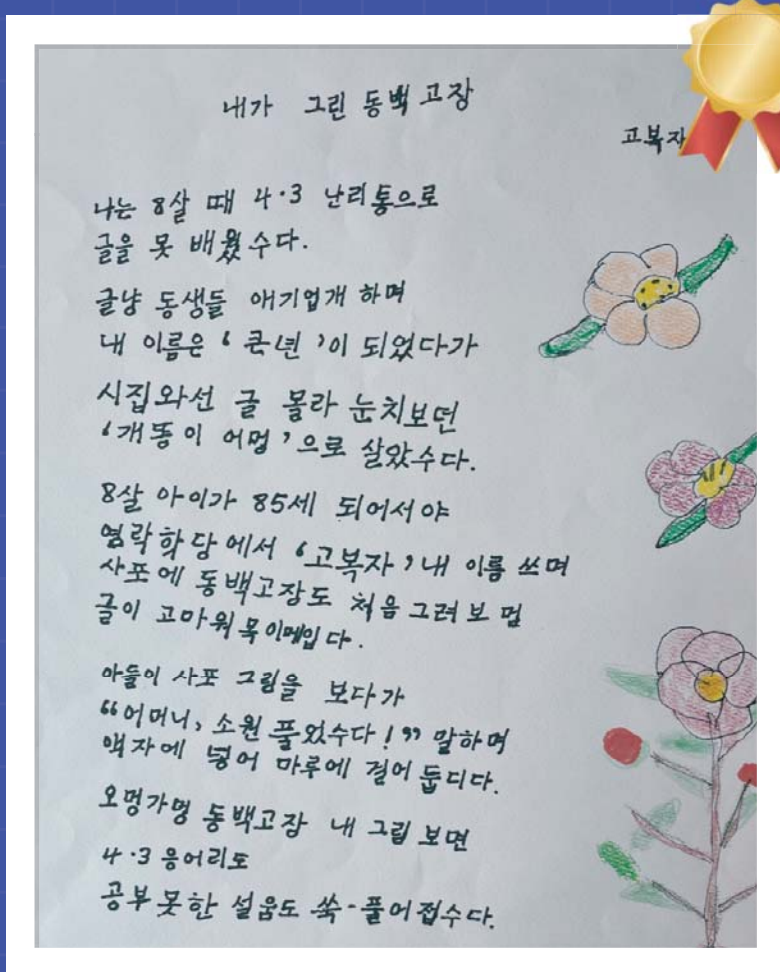 내가 그린 동백 고장
고복자
나는 8살 때 4·3 난리통으로
글을 못 배웠수다.
글냥 동생들 애기업개 하며
내 이름은 '큰년'이 되었다가
시집와선 글 몰라 눈치보던
'개똥이 어멍'으로 살았수다.
8살 아이가 85세 되어서야
영락학당에서 '고복자'내 이름 쓰며
사포에 동백고장도 처음 그려보멍
글이 고마워 목이메입다.
아들이 사포 그림을 보다가
"어머니, 소원 풀었수다!" 말하며
액자에 넣어 마루에 걸어 둡디다.
오멍가멍 동백고장 내 그림 보면
4·3 응어리도
공부못한 설움도 쑥-풀어졉수다.